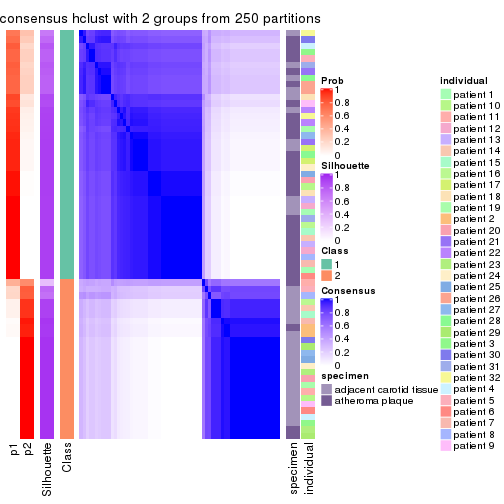 consensus hclust with 2 groups from 250 partitions
Prob
1
0.8
0.6
0.4
0.2
0
Silhouette
1
0.8
0.6
0.4
0.2
0
Class
1
2
Consensus
1
0.8
0.6
0.4
0.2
0
specimen
adjacent carotid tissue
atheroma plaque
individual
patient 1
patient 10
patient 11
patient 12
patient 13
patient 14
patient 15
patient 16
patient 17
patient 18
patient 19
patient 2
patient 20
patient 21
patient 22
patient 23
patient 24
patient 25
patient 26
patient 27
patient 28
patient 29
patient 3
patient 30
patient 31
patient 32
patient 4
patient 5
patient 6
patient 7
patient 8
patient 9
p1
p2
Silhouette
Class
specimen
individual